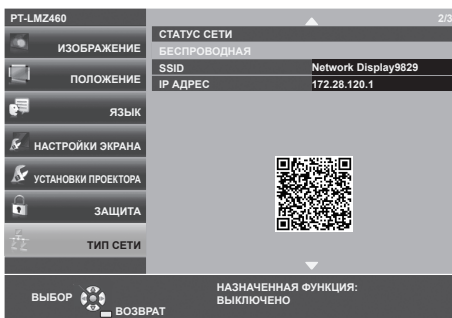 PT-LMZ460
2/3
ИЗОБРАЖЕНИЕ
ПОЛОЖЕНИЕ
ЯЗЫК
НАСТРОЙКИ ЭКРАНА
УСТАНОВКИ ПРОЕКТОРА
ЗАЩИТА
ТИП СЕТИ
СТАТУС СЕТИ
БЕСПРОВОДНАЯ
SSID Network Display9829
IP АДРЕС 172.28.120.1
ВЫБОР
ВОЗВРАТ
НАЗНАЧЕННАЯ ФУНКЦИЯ:
ВЫКЛЮЧЕНО